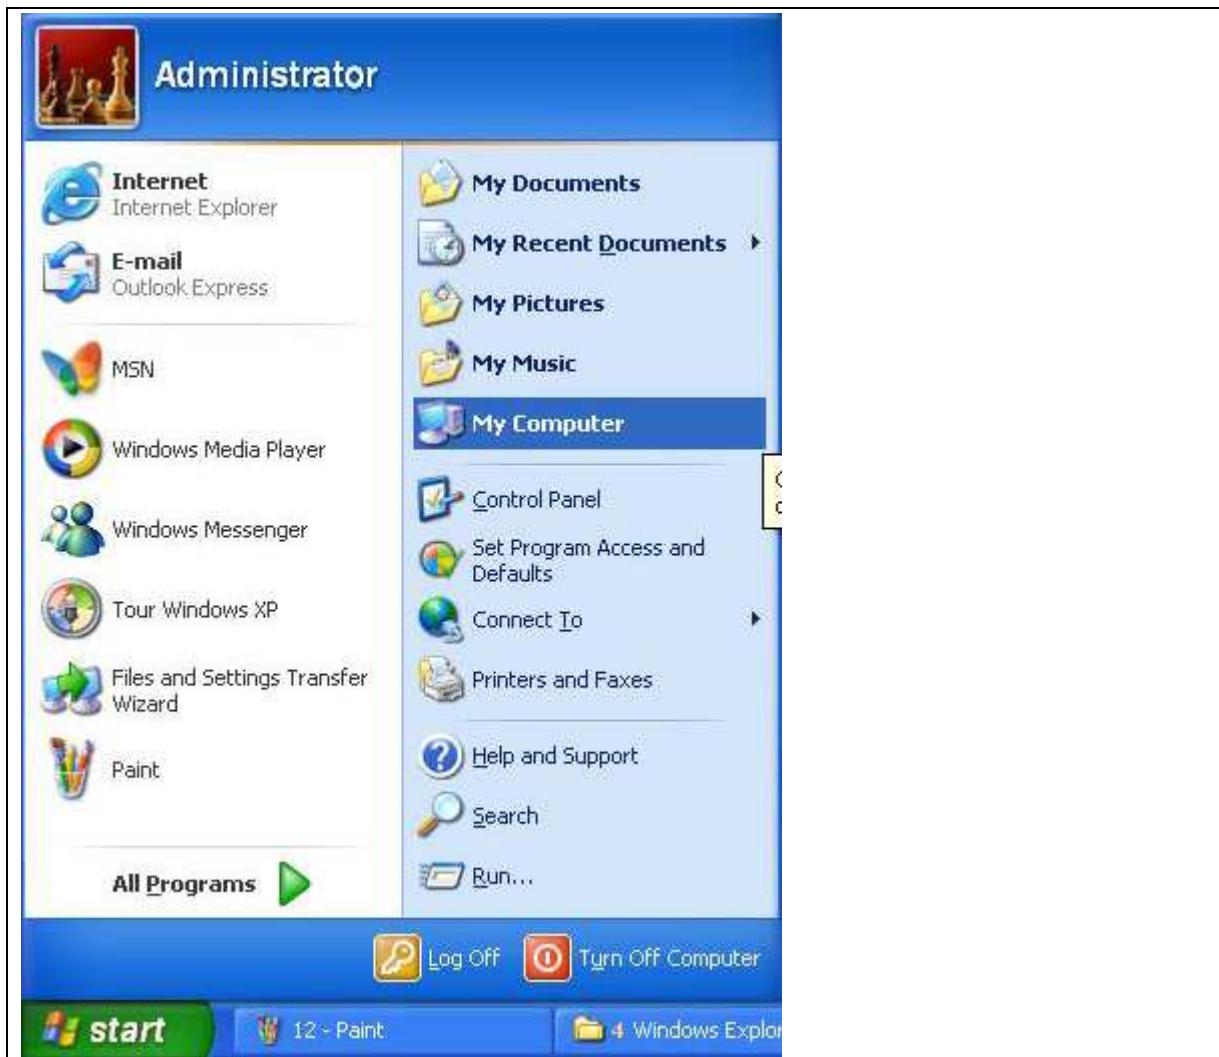 Administrator
Internet
Internet Explorer
E-mail
Outlook Express
MSN
Windows Media Player
Windows Messenger
Tour Windows XP
Files and Settings Transfer
Wizard
Paint
All Programs
My Documents
My Recent Documents
My Pictures
My Music
My Computer
Control Panel
Set Program Access and
Defaults
Connect To
Printers and Faxes
Help and Support
Search
Run...
Log Off
Turn Off Computer
start
12 - Paint
4 Windows Explor